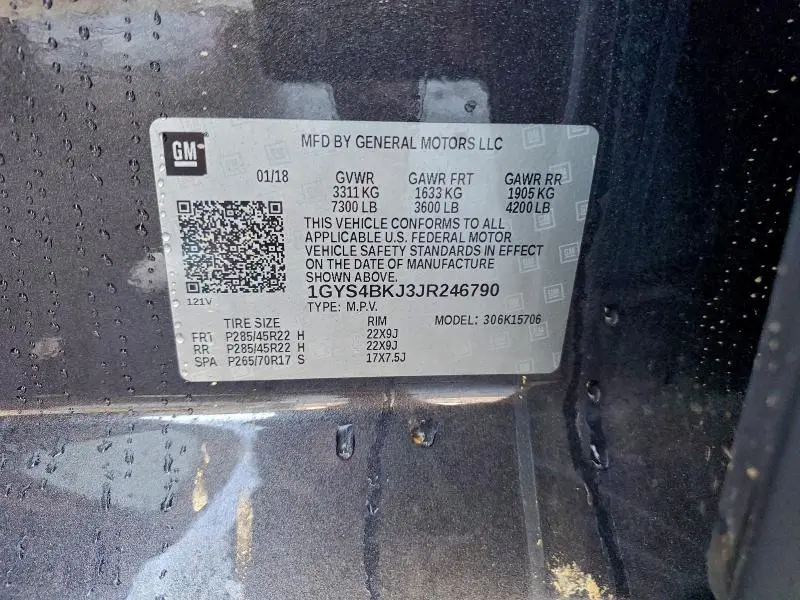 GM
MFD BY GENERAL MOTORS LLC
01/18 GVWR GAWR FRT GAWR RR
3311 KG 1633 KG 1905 KG
7300 LB 3600 LB 4200 LB
THIS VEHICLE CONFORMS TO ALL
APPLICABLE U.S. FEDERAL MOTOR
VEHICLE SAFETY STANDARDS IN EFFECT
ON THE DATE OF MANUFACTURE
SHOWN ABOVE.
121V
1GYS4BKJ3JR246790
TYPE: M.P.V. MODEL: 306K15706
TIRE SIZE RIM
FRT P285/45R22 H 22X9J
RR P285/45R22 H 22X9J
SPA P265/70R17 S 17X7.5J